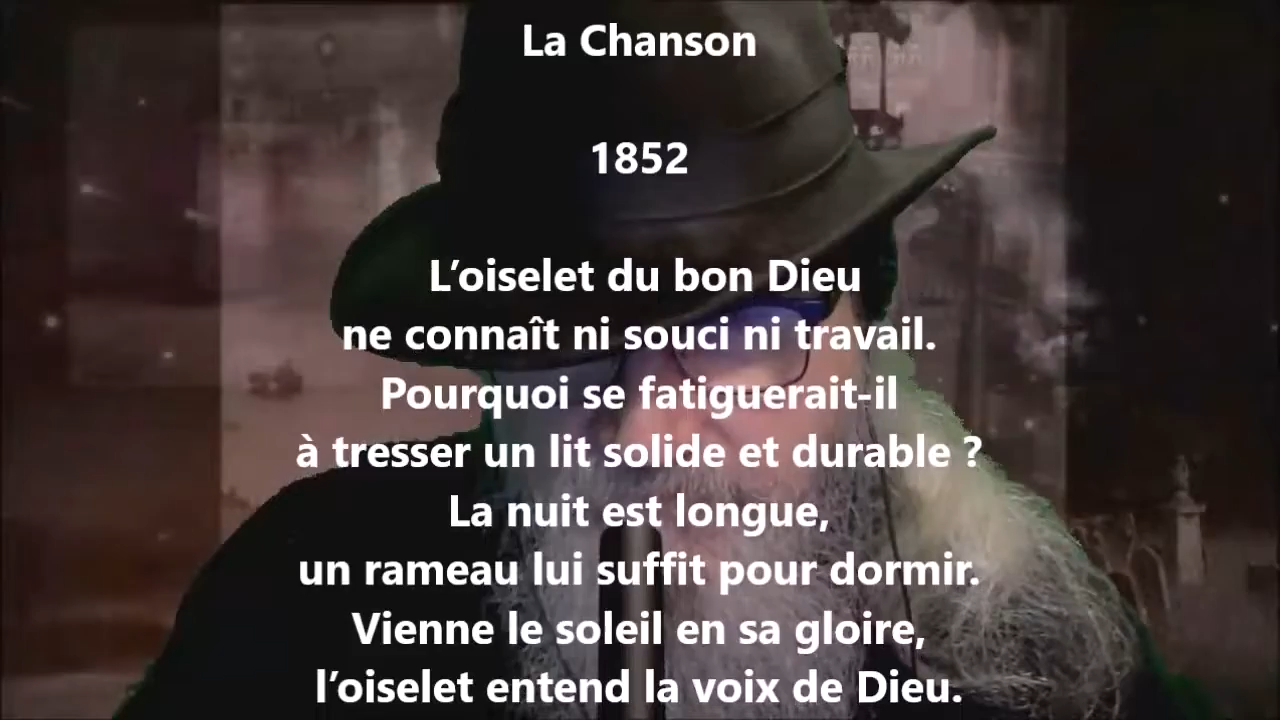 La Chanson
1852
L’oiselet du bon Dieu
ne connaît ni souci ni travail.
Pourquoi se fatiguerait-il
à tresser un lit solide et durable ?
La nuit est longue,
un rameau lui suffit pour dormir.
Vienne le soleil en sa gloire,
l’oiselet entend la voix de Dieu.